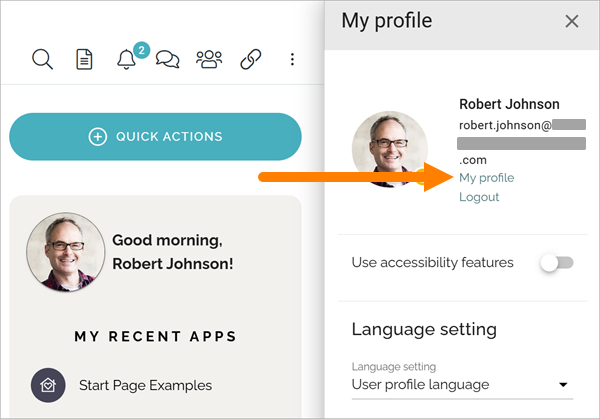 My profile
2
QUICK ACTIONS
Good morning,
Robert Johnson!
MY RECENT APPS
Start Page Examples
Robert Johnson
robert.johnson@
.com
My profile
Logout
Use accessibility features
Language setting
Language setting
User profile language